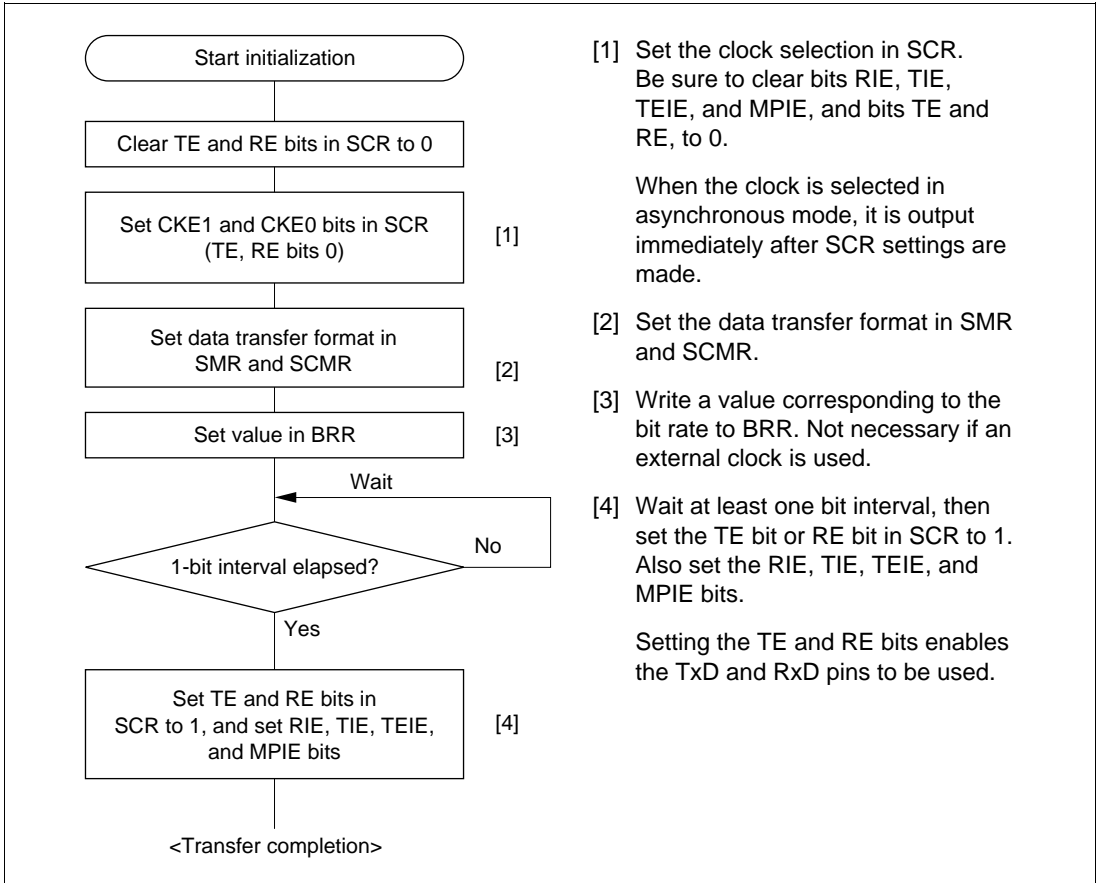 Start initialization
Clear TE and RE bits in SCR to 0
Set CKE1 and CKE0 bits in SCR
(TE, RE bits 0)
[1]
Set data transfer format in
SMR and SCMR
[2]
Set value in BRR
[3]
Wait
1-bit interval elapsed?
No
Yes
Set TE and RE bits in
SCR to 1, and set RIE, TIE, TEIE,
and MPIE bits
[4]
<Transfer completion>
[1] Set the clock selection in SCR.
Be sure to clear bits RIE, TIE,
TEIE, and MPIE, and bits TE and
RE, to 0.
When the clock is selected in
asynchronous mode, it is output
immediately after SCR settings are
made.
[2] Set the data transfer format in SMR
and SCMR.
[3] Write a value corresponding to the
bit rate to BRR. Not necessary if an
external clock is used.
[4] Wait at least one bit interval, then
set the TE bit or RE bit in SCR to 1.
Also set the RIE, TIE, TEIE, and
MPIE bits.
Setting the TE and RE bits enables
the TxD and RxD pins to be used.